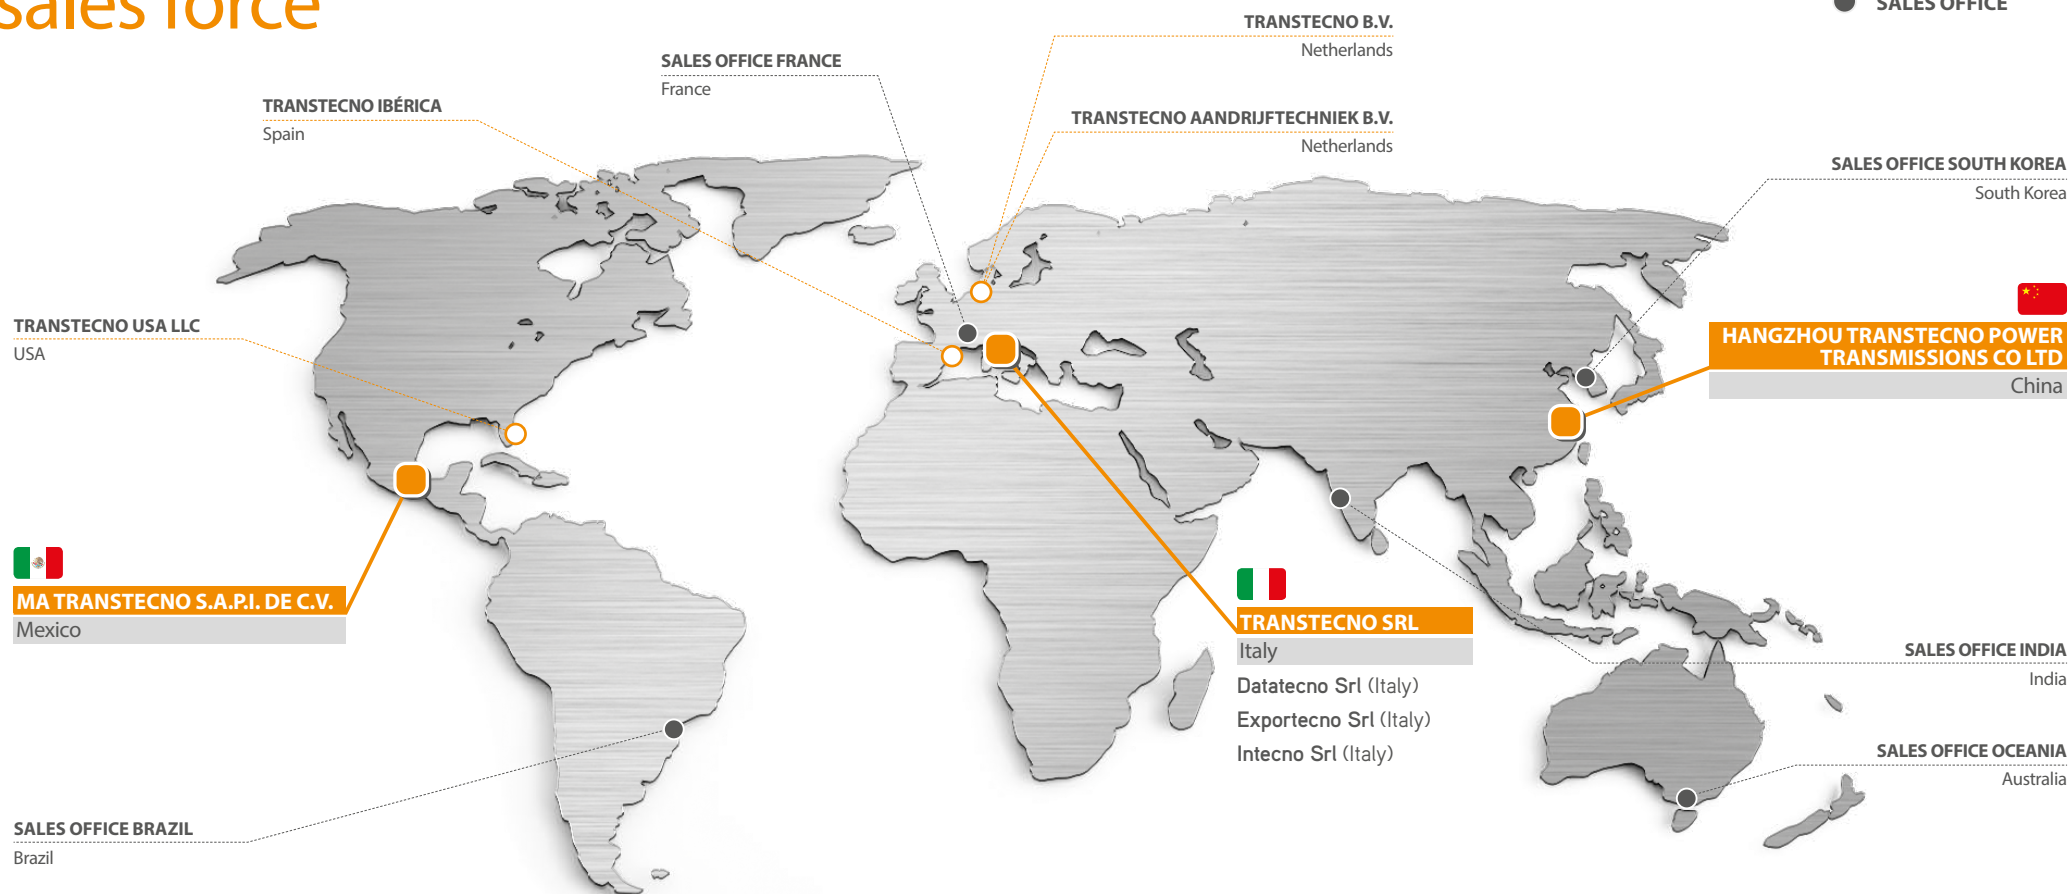 sales force
SALES OFFICE
TRANSTECNO B.V.
Netherlands
SALES OFFICE FRANCE
France
TRANSTECNO IBÉRICA
Spain
TRANSTECNO AANDRIJFTECHNIEK B.V.
Netherlands
SALES OFFICE SOUTH KOREA
South Korea
TRANSTECNO USA LLC
USA
HANGZHOU TRANSTECNO POWER
TRANSMISSIONS CO LTD
China
MA TRANSTECNO S.A.P.I. DE C.V.
Mexico
TRANSTECNO SRL
Italy
Datatecno Srl (Italy)
Exportecno Srl (Italy)
Intecno Srl (Italy)
SALES OFFICE INDIA
India
SALES OFFICE OCEANIA
Australia
SALES OFFICE BRAZIL
Brazil